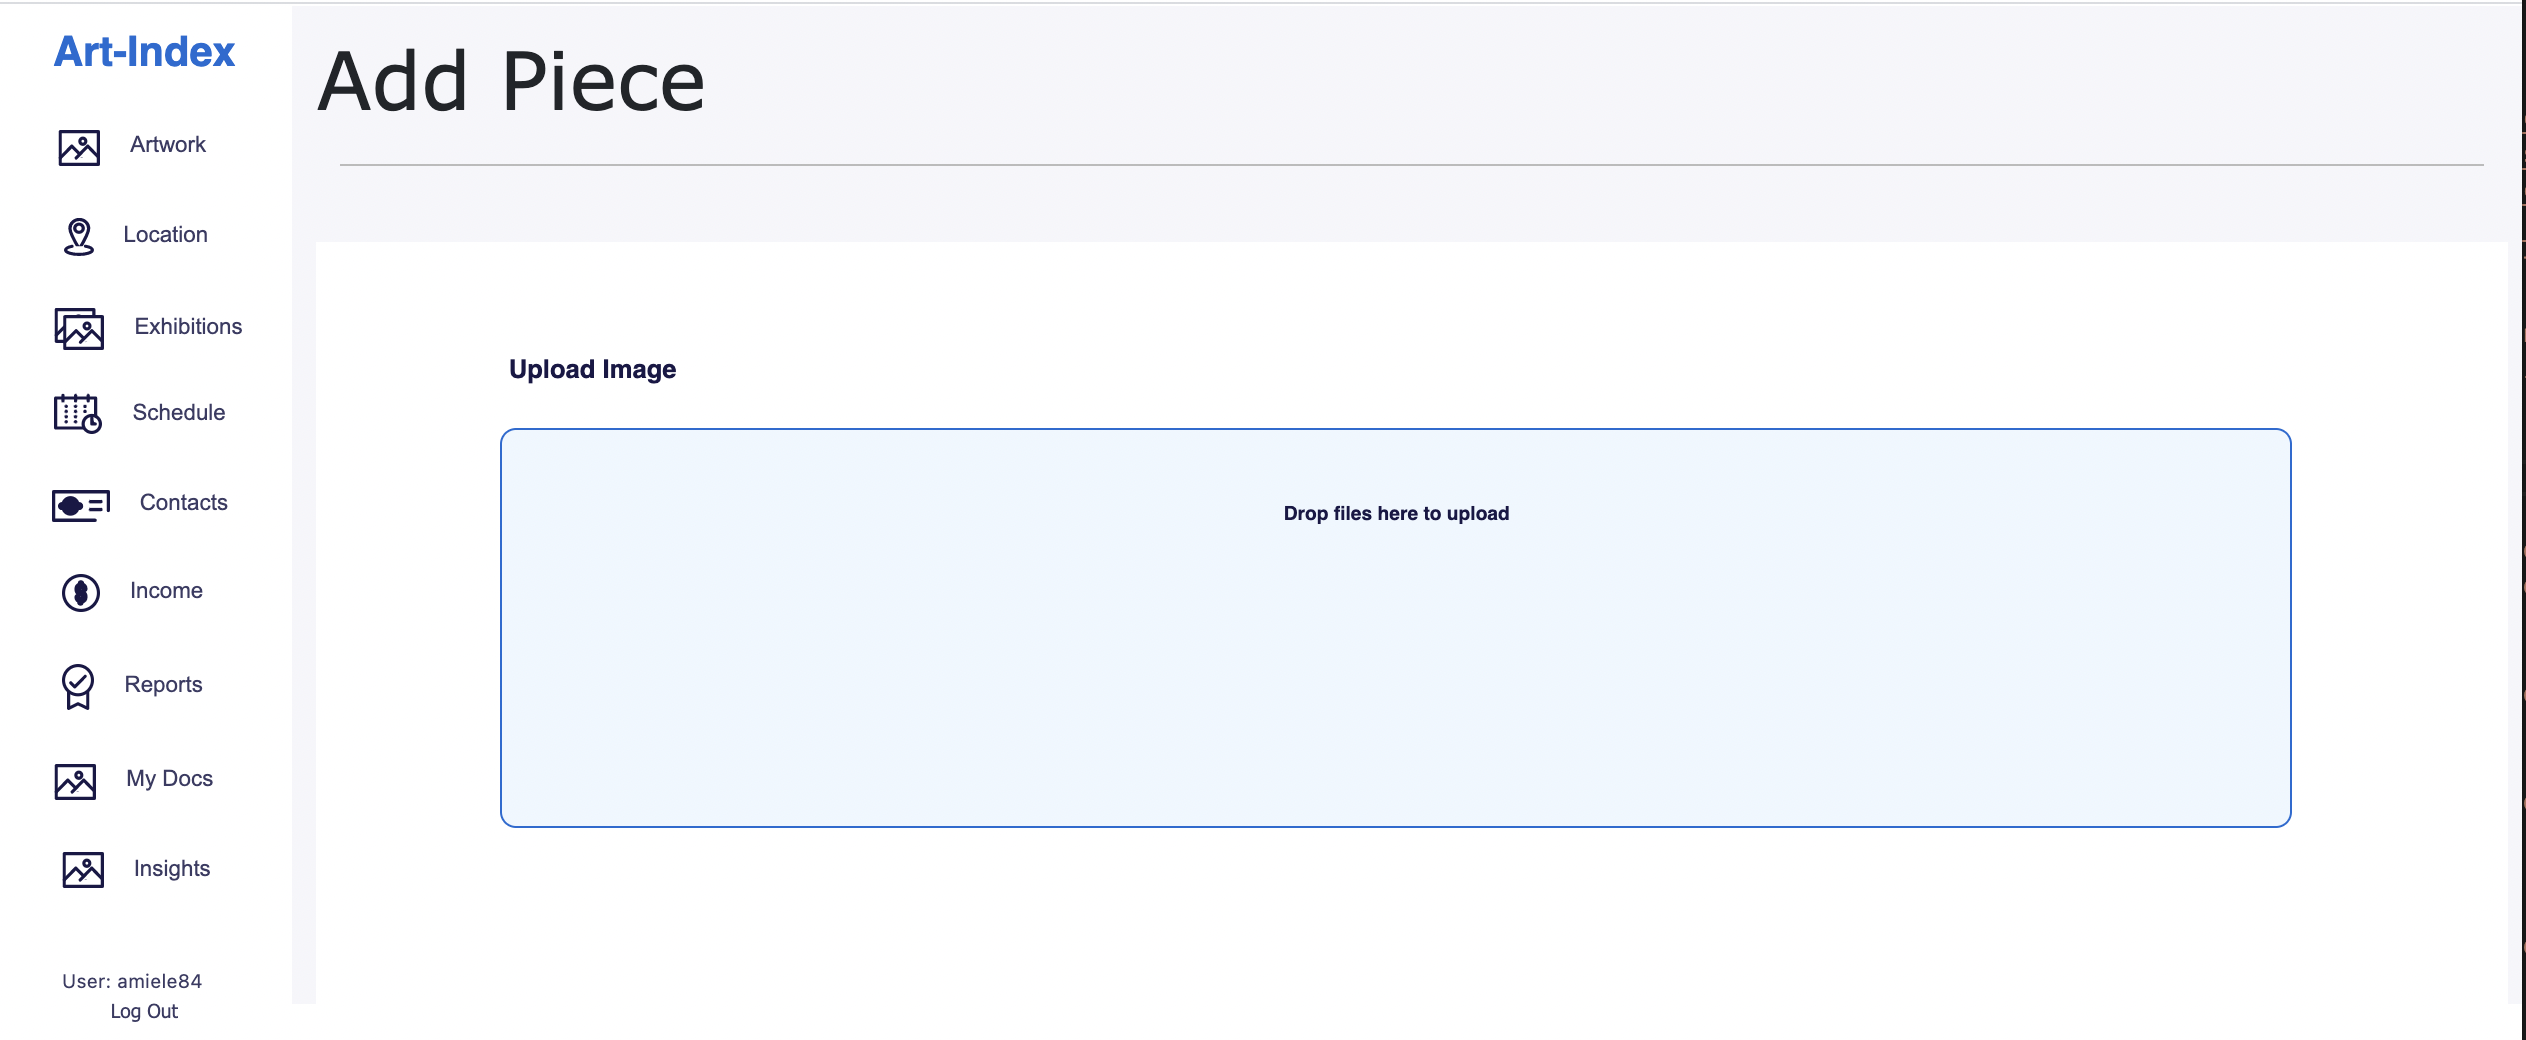 Art-Index
Artwork
Location
Exhibitions
Schedule
Contacts
Income
Reports
My Docs
Insights
User: amiele84
Log Out
Add Piece
Upload Image
Drop files here to upload